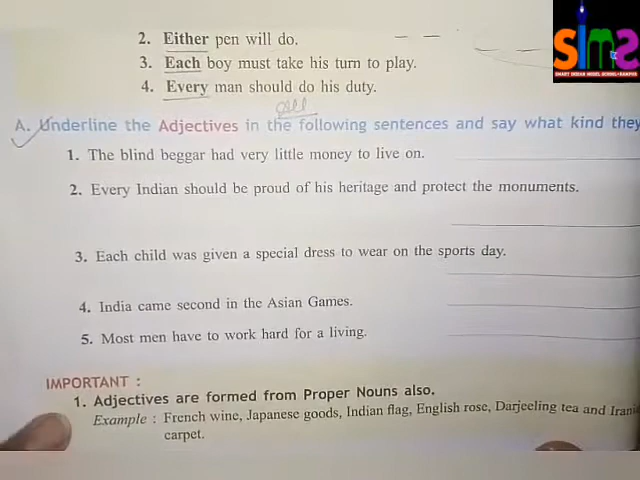 2. Either pen will do.
3. Each boy must take his turn to play.
4. Every man should do his duty.
all
A. Underline the Adjectives in the following sentences and say what kind they
1. The blind beggar had very little money to live on.
2. Every Indian should be proud of his heritage and protect the monuments.
3. Each child was given a special dress to wear on the sports day.
4. India came second in the Asian Games.
5. Most men have to work hard for a living.
IMPORTANT :
1. Adjectives are formed from Proper Nouns also.
Example : French wine, Japanese goods, Indian flag, English rose, Darjeeling tea and
carpet.
SIMS